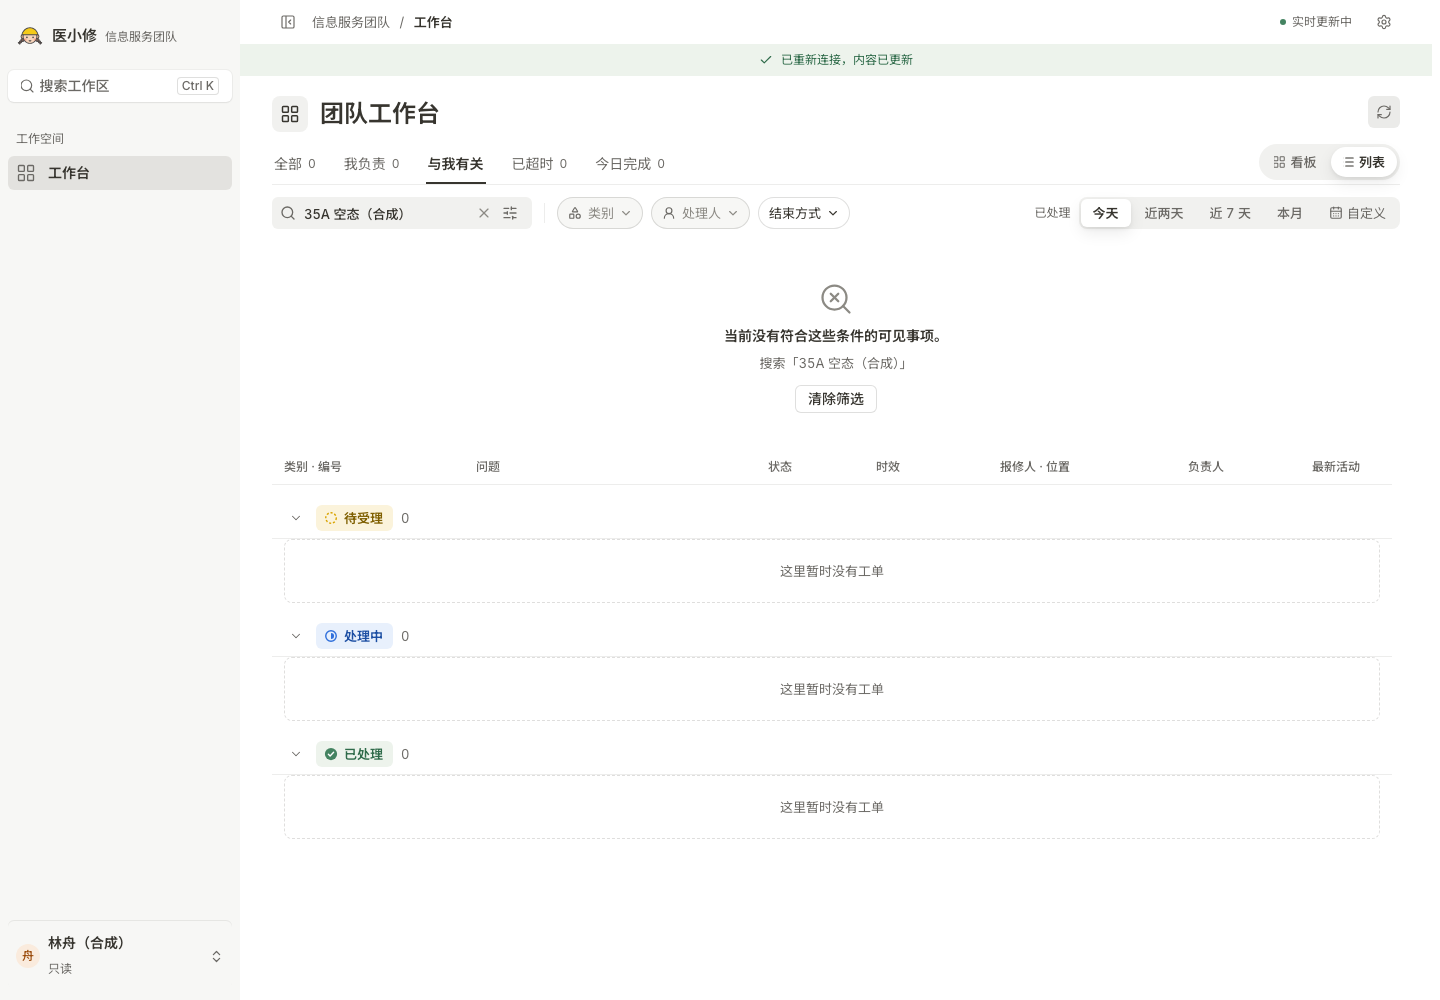 医小修 信息服务团队
搜索工作区 Ctrl K
工作空间
工作台
林舟（合成）
舟
只读
信息服务团队 / 工作台
实时更新中
已重新连接，内容已更新
团队工作台
全部 0 我负责 0 与我有关 已超时 0 今日完成 0
看板 列表
35A 空态（合成） 类别 处理人 结束方式
已处理 今天 近两天 近 7 天 本月 自定义
当前没有符合这些条件的可见事项。
搜索「35A 空态（合成）」
清除筛选
类别 · 编号 问题 状态 时效 报修人 · 位置 负责人 最新活动
待受理 0
这里暂时没有工单
处理中 0
这里暂时没有工单
已处理 0
这里暂时没有工单